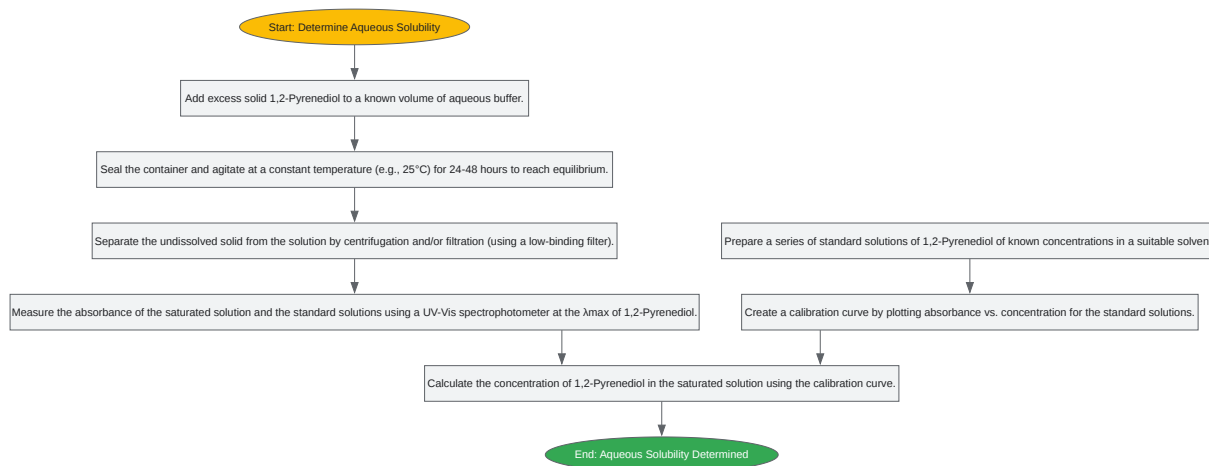 Start: Determine Aqueous Solubility
Add excess solid 1,2-Pyrenediol to a known volume of aqueous buffer.
Seal the container and agitate at a constant temperature (e.g., 25°C) for 24-48 hours to reach equilibrium.
Separate the undissolved solid from the solution by centrifugation and/or filtration (using a low-binding filter).
Prepare a series of standard solutions of 1,2-Pyrenediol of known concentrations in a suitable
Measure the absorbance of the saturated solution and the standard solutions using a UV-Vis spectrophotometer at the λmax of 1,2-Pyrenediol.
Create a calibration curve by plotting absorbance vs. concentration for the standard solutions.
Calculate the concentration of 1,2-Pyrenediol in the saturated solution using the calibration curve.
End: Aqueous Solubility Determined